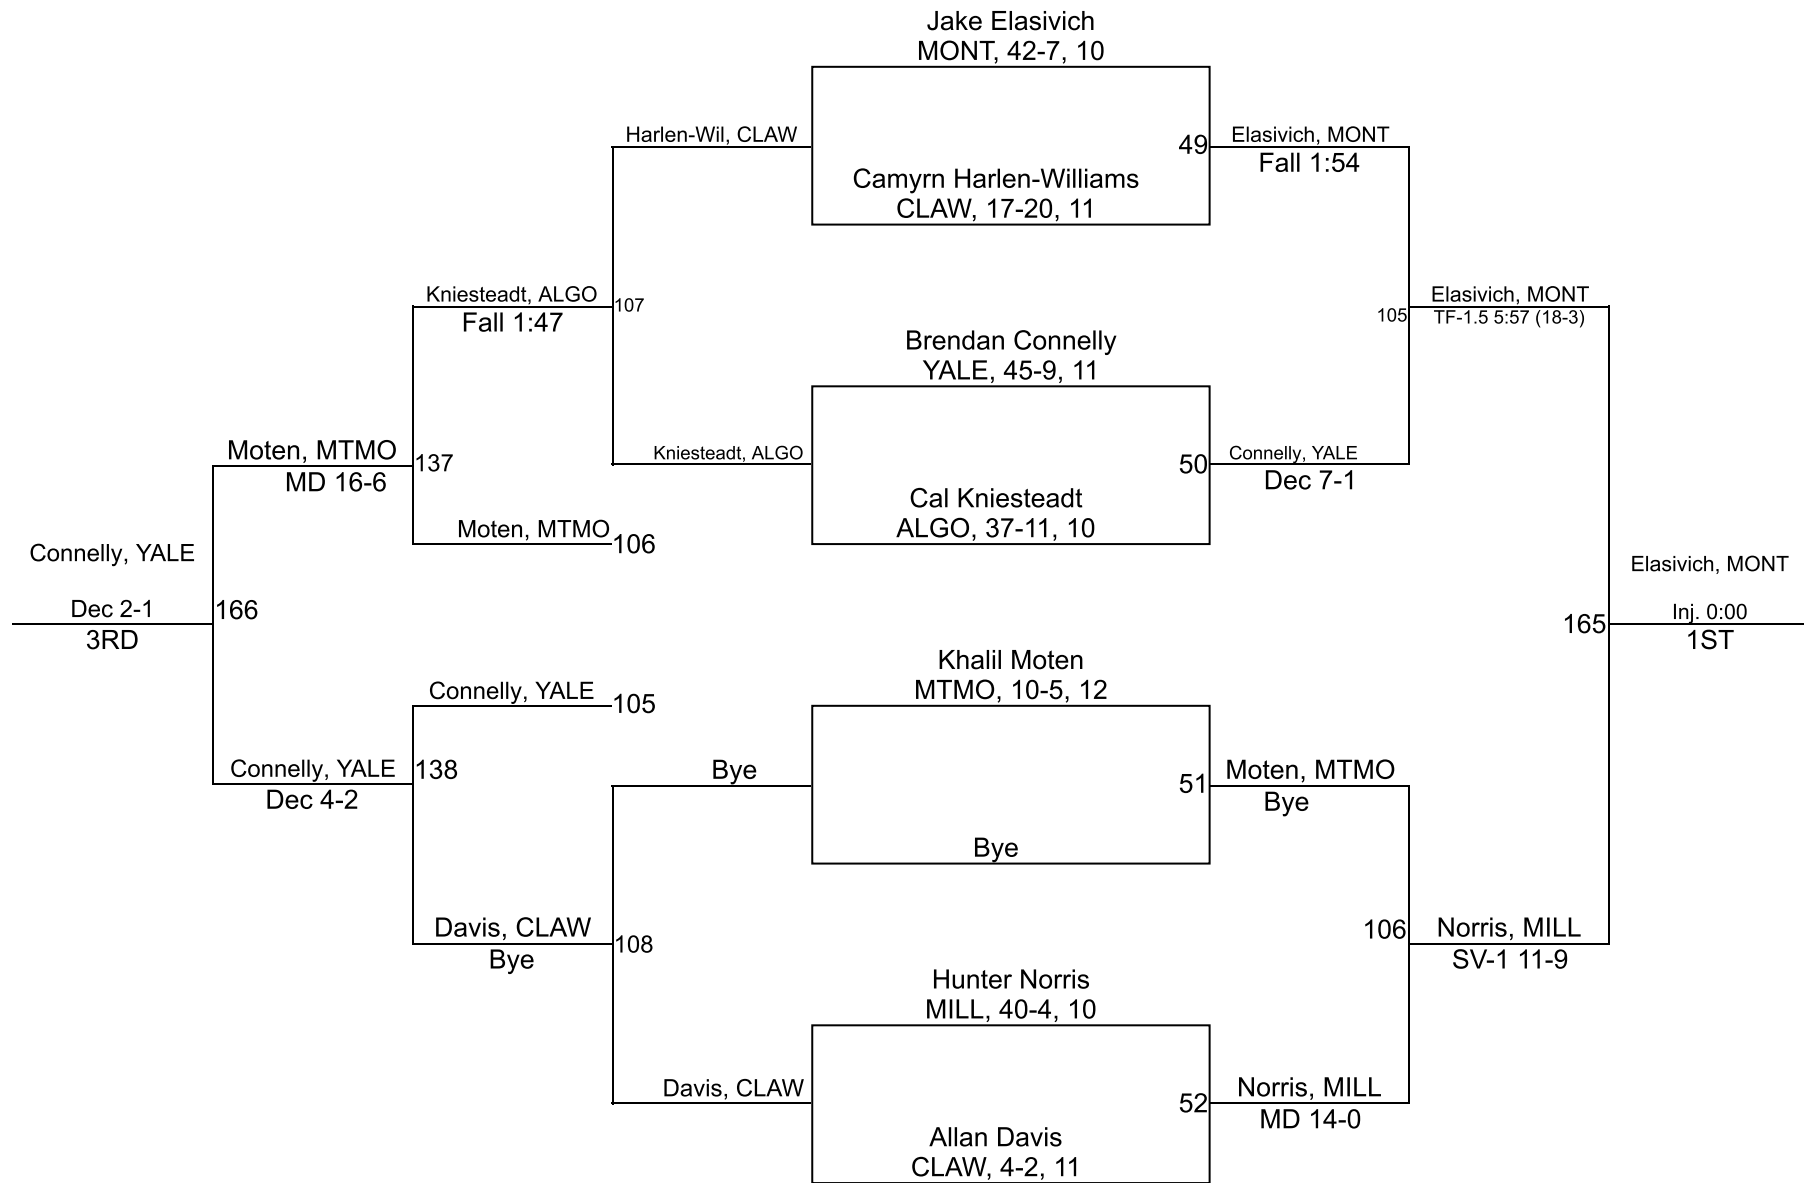 Jake Elasivich
MONT, 42-7, 10
Harlen-Wil, CLAW
49
Elasivich, MONT
Fall 1:54
Camyrn Harlen-Williams
CLAW, 17-20, 11
Kniesteadt, ALGO
107
Fall 1:47
Elasivich, MONT
105
TF-1.5 5:57 (18-3)
Brendan Connelly
YALE, 45-9, 11
Moten, MTMO
137
MD 16-6
Kniesteadt, ALGO
50
Connelly, YALE
Dec 7-1
Cal Kniesteadt
ALGO, 37-11, 10
Moten, MTMO
106
Connelly, YALE
Dec 2-1
166
3RD
Elasivich, MONT
165
Inj. 0:00
1ST
Khalil Moten
MTMO, 10-5, 12
Connelly, YALE
105
Connelly, YALE
138
Dec 4-2
Bye
51
Moten, MTMO
Bye
Bye
Davis, CLAW
108
Bye
106
Norris, MILL
SV-1 11-9
Hunter Norris
MILL, 40-4, 10
Davis, CLAW
52
Norris, MILL
MD 14-0
Allan Davis
CLAW, 4-2, 11